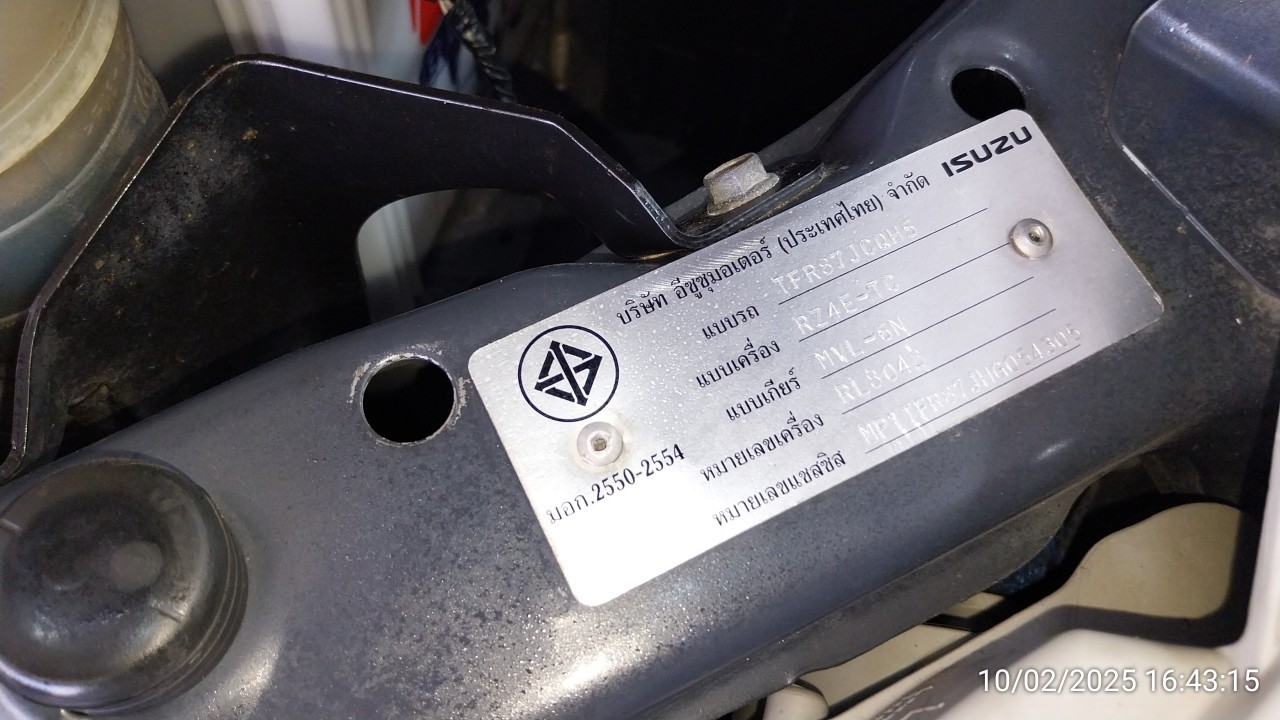 ISUZU
บริษัท อีซูซุมอเตอร์ (ประเทศไทย) จำกัด
แบบรถ TFR87JCQH5
แบบเครื่อง RZ4E-TC
แบบเกียร์ MVL-6N
หมายเลขเครื่อง
หมายเลขแชสซิส
มอก.2550-2554
10/02/2025 16:43:15